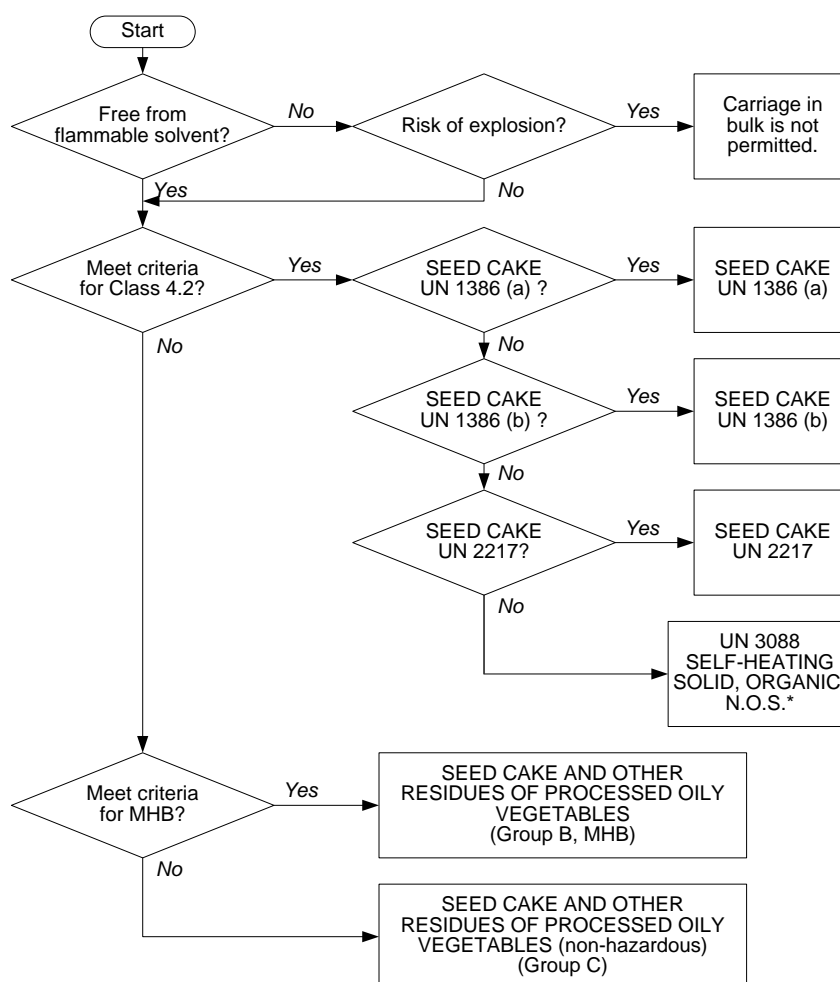 Start
Free from
flammable solvent?
No
Risk of explosion?
Yes
Carriage in
bulk is not
permitted.
Yes
No
Meet criteria
for Class 4.2?
Yes
SEED CAKE
UN 1386 (a) ?
Yes
SEED CAKE
UN 1386 (a)
No
No
SEED CAKE
UN 1386 (b) ?
Yes
SEED CAKE
UN 1386 (b)
No
SEED CAKE
UN 2217?
Yes
SEED CAKE
UN 2217
No
UN 3088
SELF-HEATING
SOLID, ORGANIC
N.O.S.*
Meet criteria
for MHB?
Yes
SEED CAKE AND OTHER
RESIDUES OF PROCESSED OILY
VEGETABLES
(Group B, MHB)
No
SEED CAKE AND OTHER
RESIDUES OF PROCESSED OILY
VEGETABLES (non-hazardous)
(Group C)